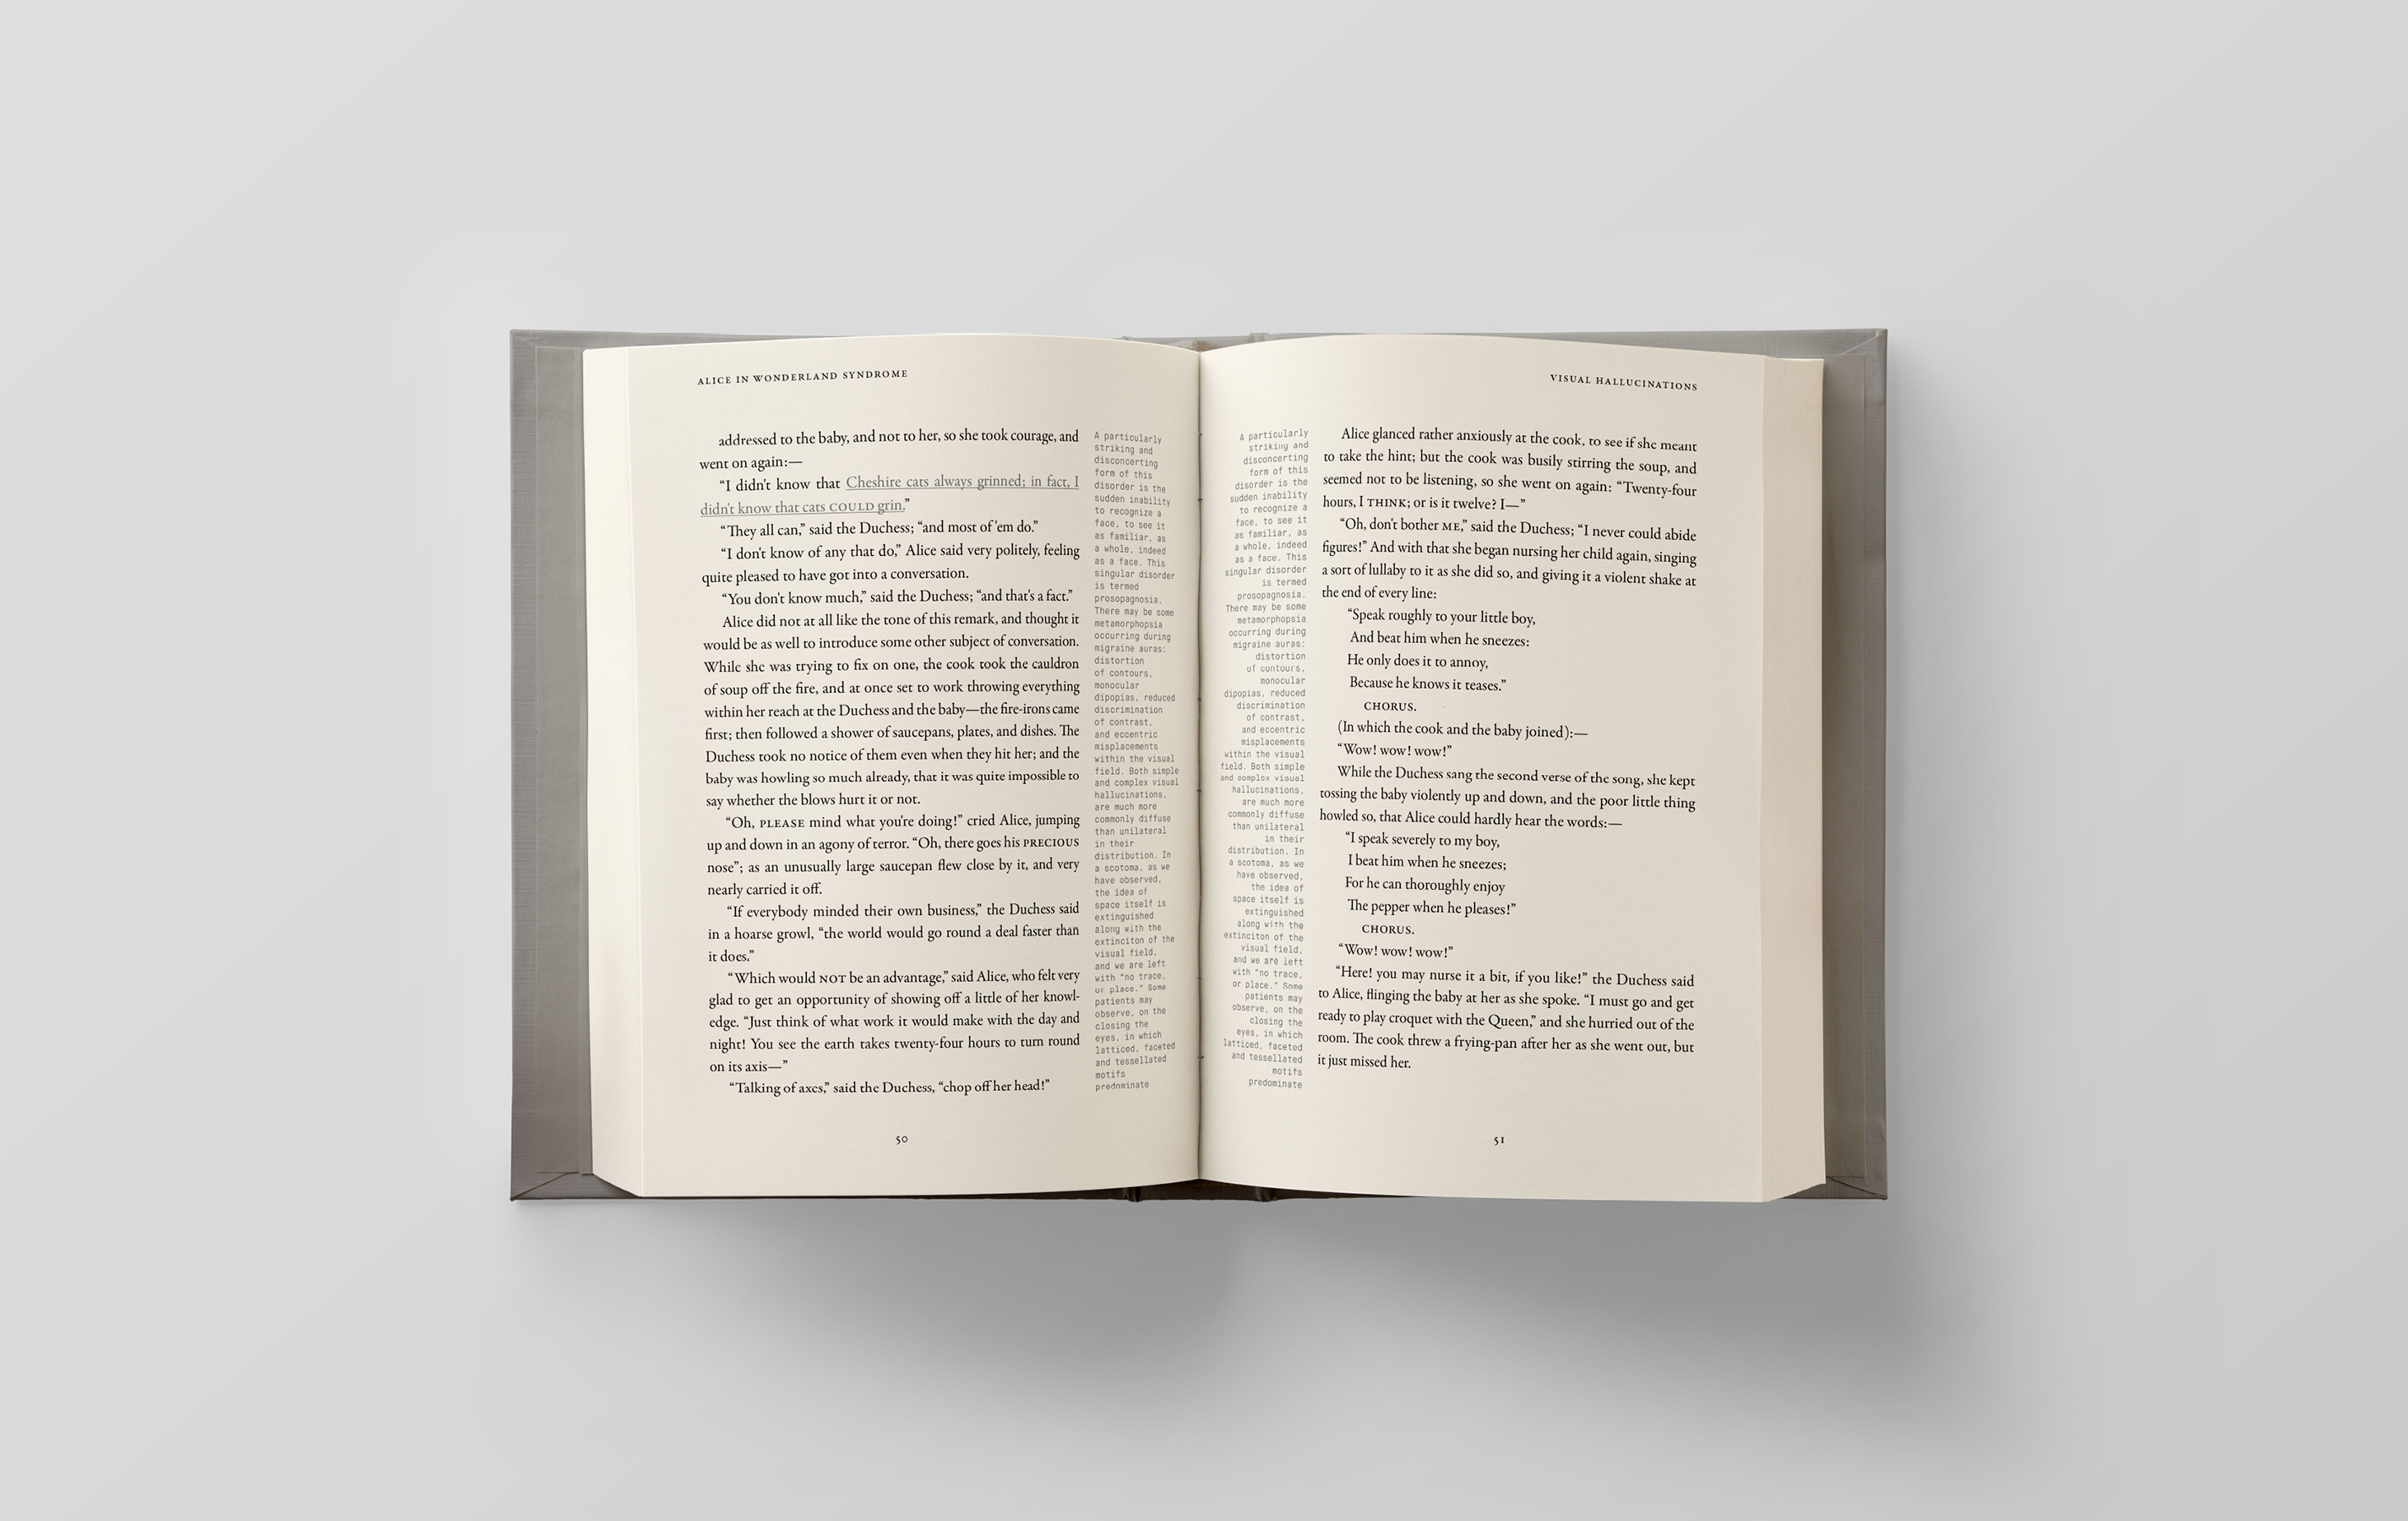 ALICE IN WONDERLAND SYNDROME
addressed to the baby, and not to her, so she took courage, and
went on again:—
“I didn't know that Cheshire cats always grinned; in fact, I
didn't know that cats COULD grin.”
“They all can,” said the Duchess; “and most of 'em do.”
“I don't know of any that do,” Alice said very politely, feeling
quite pleased to have got into a conversation.
“You don't know much,” said the Duchess; “and that's a fact.”
Alice did not at all like the tone of this remark, and thought it
would be as well to introduce some other subject of conversation.
While she was trying to fix on one, the cook took the cauldron
of soup off the fire, and at once set to work throwing everything
within her reach at the Duchess and the baby—the fire-irons came
first; then followed a shower of saucepans, plates, and dishes. The
Duchess took no notice of them even when they hit her; and the
baby was howling so much already, that it was quite impossible to
say whether the blows hurt it or not.
“Oh, PLEASE mind what you're doing!” cried Alice, jumping
up and down in an agony of terror. “Oh, there goes his PRECIOUS
nose”; as an unusually large saucepan flew close by it, and very
nearly carried it off.
“If everybody minded their own business,” the Duchess said
in a hoarse growl, “the world would go round a deal faster than
it does.”
“Which would NOT be an advantage,” said Alice, who felt very
glad to get an opportunity of showing off a little of her knowl-
edge. “Just think of what work it would make with the day and
night! You see the earth takes twenty-four hours to turn round
on its axis—”
“Talking of axes,” said the Duchess, “chop off her head!”
A particularly
striking and
disconcerting
form of this
disorder is the
sudden inability
to recognize a
face, to see it
as familiar, as
a whole, indeed
as a face. This
singular disorder
is termed
prosopagnosia.
There may be some
metamorphopsia
occurring during
migraine auras:
distortion
of contours,
monocular
dipopias, reduced
discrimination
of contrast,
and eccentric
misplacements
within the visual
field. Both simple
and complex visual
hallucinations,
are much more
commonly diffuse
than unilateral
in their
distribution. In
a scotoma, as we
have observed,
the idea of
space itself is
extinguished
along with the
extinciton of the
visual field,
and we are left
with "no trace,
or place." Some
patients may
observe, on the
closing the
eyes, in which
latticed, faceted
and tessellated
motifs
predominate
50
VISUAL HALLUCINATIONS
A particularly
striking and
disconcerting
form of this
disorder is the
sudden inability
to recognize a
face, to see it
as familiar, as
a whole, indeed
as a face. This
singular disorder
is termed
prosopagnosia.
There may be some
metamorphopsia
occurring during
migraine auras:
distortion
of contours,
monocular
dipopias, reduced
discrimination
of contrast,
and eccentric
misplacements
within the visual
field. Both simple
and complex visual
hallucinations,
are much more
commonly diffuse
than unilateral
in their
distribution. In
a scotoma, as we
have observed,
the idea of
space itself is
extinguished
along with the
extinciton of the
visual field,
and we are left
with "no trace,
or place." Some
patients may
observe, on the
closing the
eyes, in which
latticed, faceted
and tessellated
motifs
predominate
Alice glanced rather anxiously at the cook, to see if she meant
to take the hint; but the cook was busily stirring the soup, and
seemed not to be listening, so she went on again: “Twenty-four
hours, I THINK; or is it twelve? I—”
“Oh, don't bother ME,” said the Duchess; “I never could abide
figures!” And with that she began nursing her child again, singing
a sort of lullaby to it as she did so, and giving it a violent shake at
the end of every line:
“Speak roughly to your little boy,
And beat him when he sneezes:
He only does it to annoy,
Because he knows it teases.”
CHORUS.
(In which the cook and the baby joined):—
“Wow! wow! wow!”
While the Duchess sang the second verse of the song, she kept
tossing the baby violently up and down, and the poor little thing
howled so, that Alice could hardly hear the words:—
“I speak severely to my boy,
I beat him when he sneezes;
For he can thoroughly enjoy
The pepper when he pleases!”
CHORUS.
“Wow! wow! wow!”
“Here! you may nurse it a bit, if you like!” the Duchess said
to Alice, flinging the baby at her as she spoke. “I must go and get
ready to play croquet with the Queen,” and she hurried out of the
room. The cook threw a frying-pan after her as she went out, but
it just missed her.
51